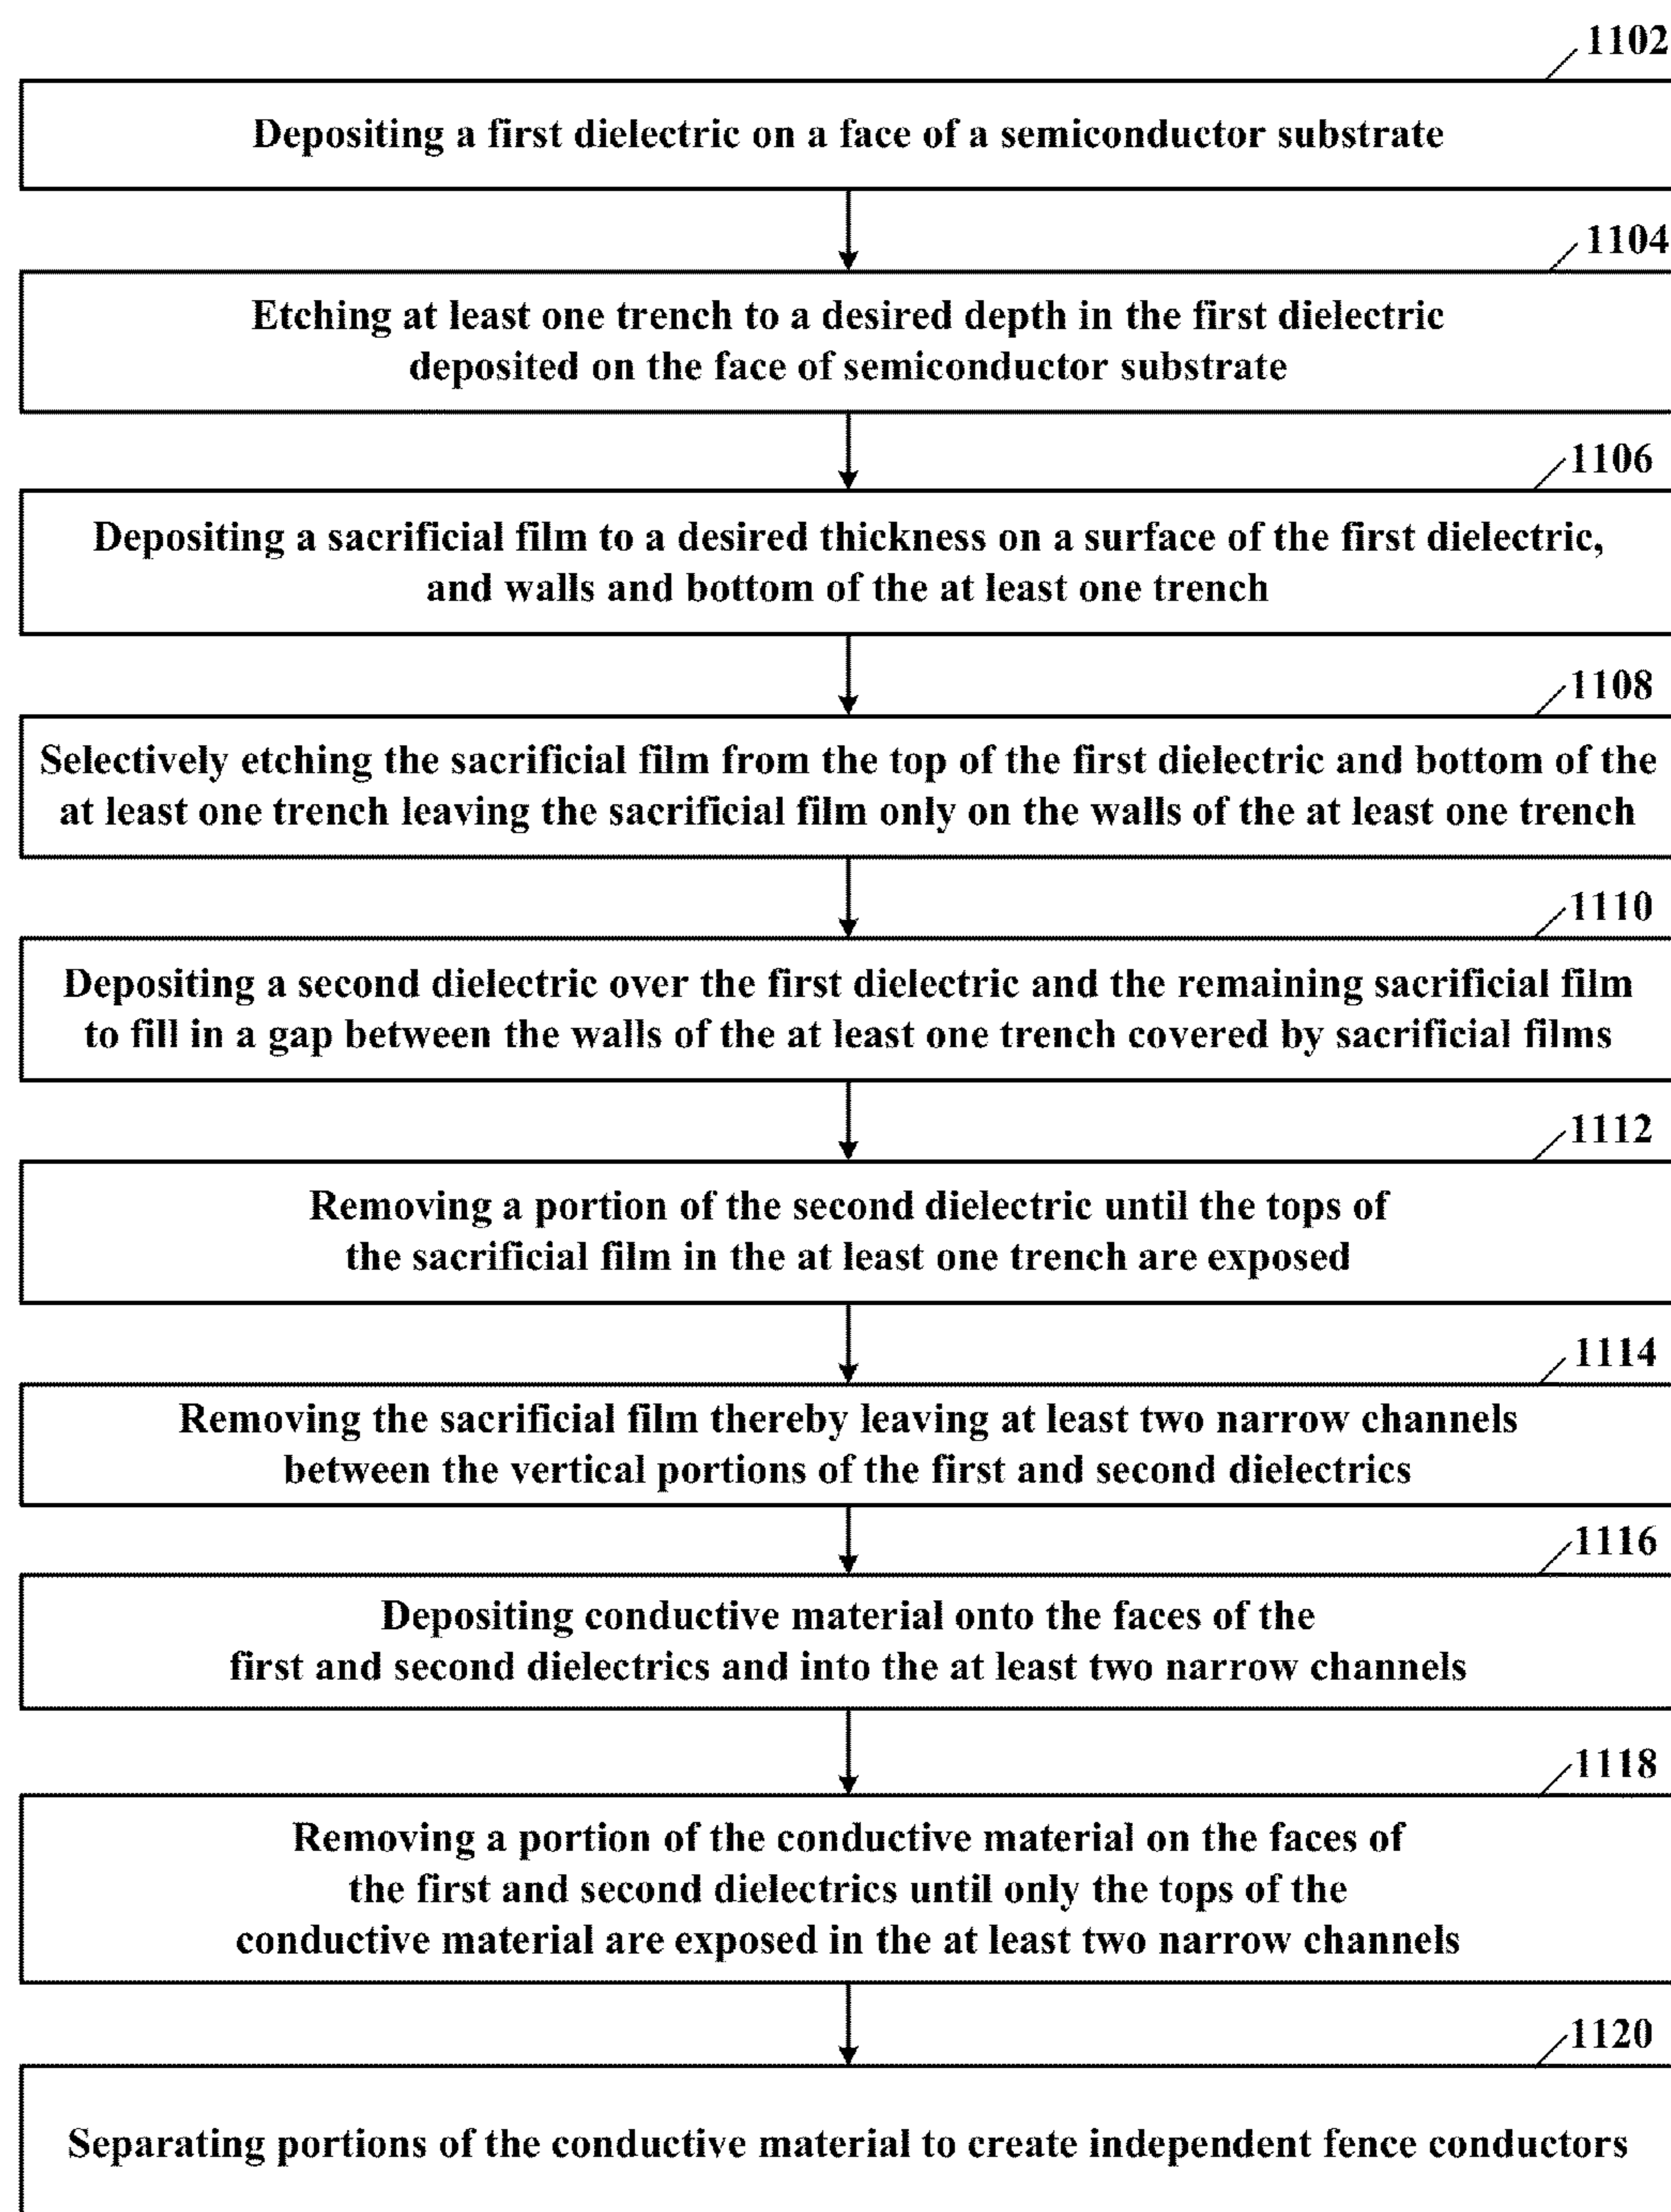 1102
Depositing a first dielectric on a face of a semiconductor substrate
1104
Etching at least one trench to a desired depth in the first dielectric
deposited on the face of semiconductor substrate
1106
Depositing a sacrificial film to a desired thickness on a surface of the first dielectric,
and walls and bottom of the at least one trench
1108
Selectively etching the sacrificial film from the top of the first dielectric and bottom of the
at least one trench leaving the sacrificial film only on the walls of the at least one trench
1110
Depositing a second dielectric over the first dielectric and the remaining sacrificial film
to fill in a gap between the walls of the at least one trench covered by sacrificial films
1112
Removing a portion of the second dielectric until the tops of
the sacrificial film in the at least one trench are exposed
1114
Removing the sacrificial film thereby leaving at least two narrow channels
between the vertical portions of the first and second dielectrics
1116
Depositing conductive material onto the faces of the
first and second dielectrics and into the at least two narrow channels
1118
Removing a portion of the conductive material on the faces of
the first and second dielectrics until only the tops of the
conductive material are exposed in the at least two narrow channels
1120
Separating portions of the conductive material to create independent fence conductors